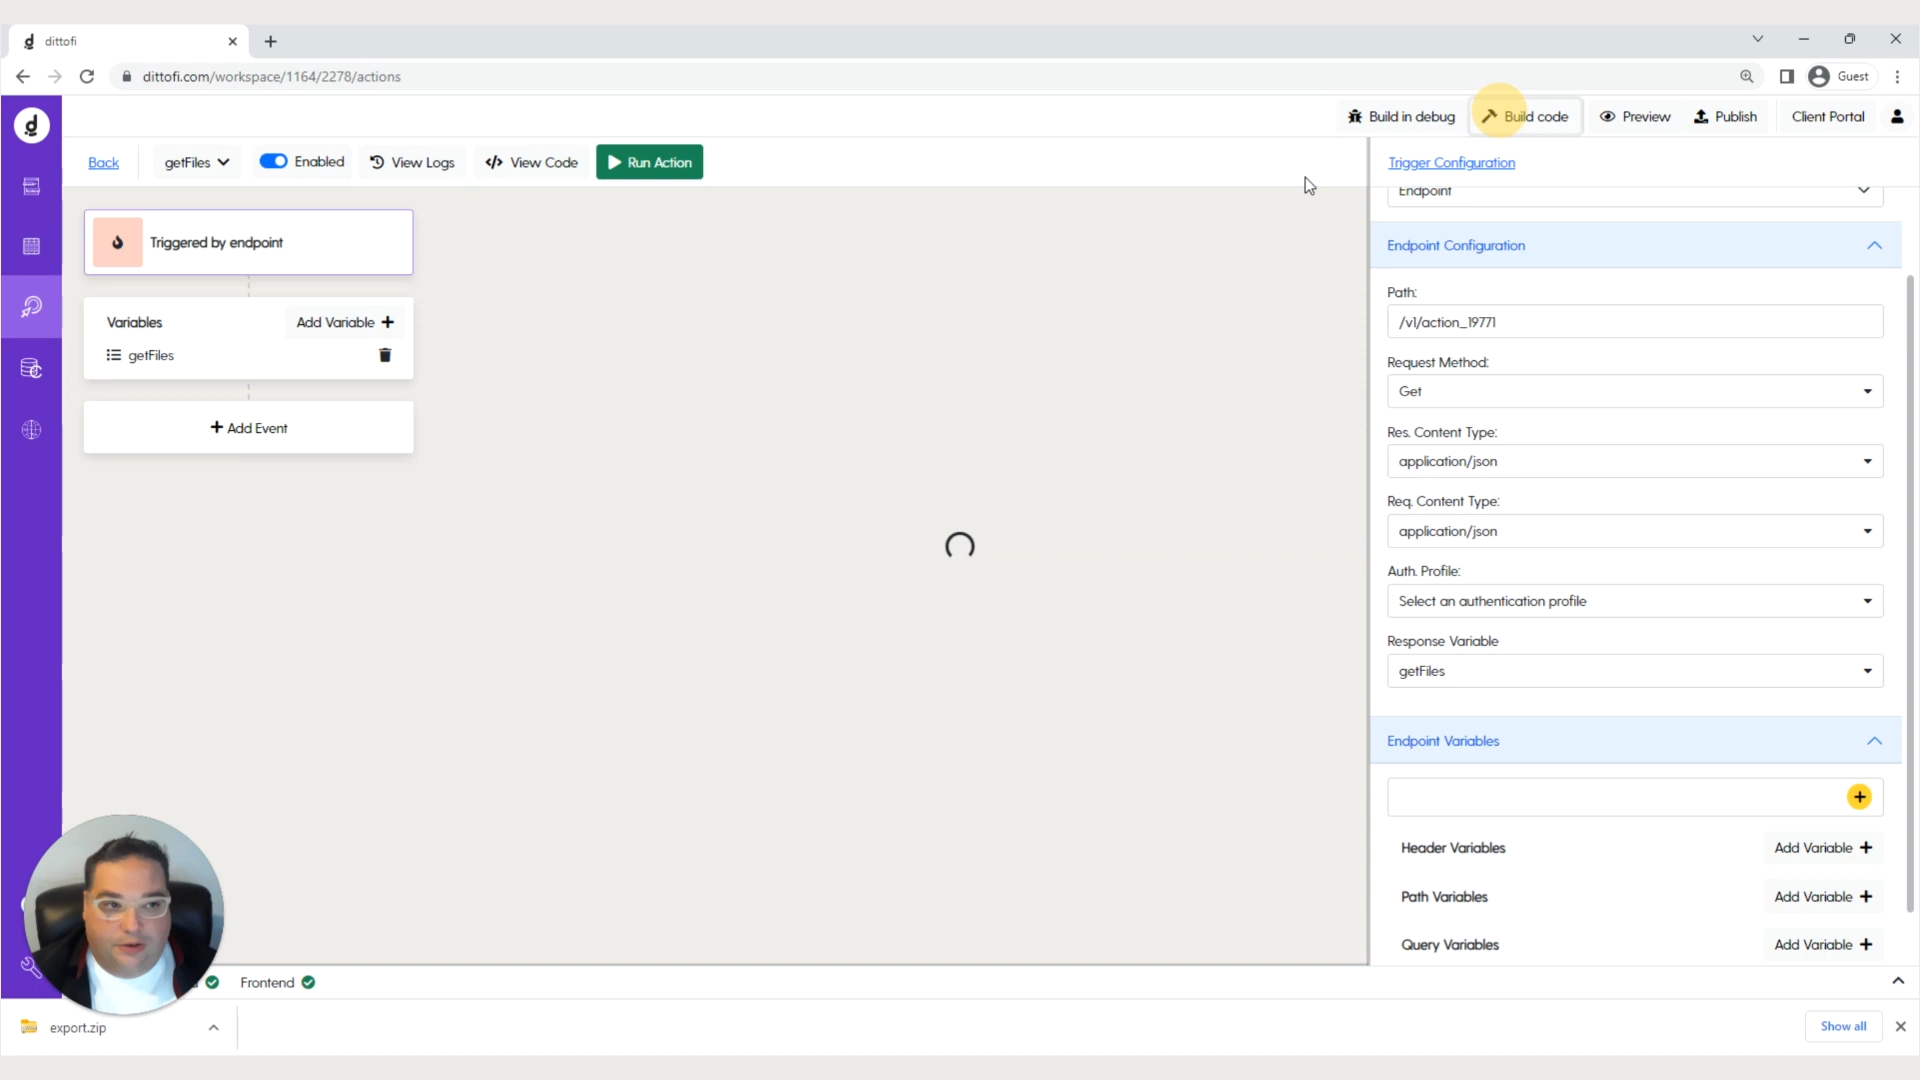 dittofi
dittofi.com/workspace/1164/2278/actions
Guest
Build in debug
Build code
Preview
Publish
Client Portal
Back
getFiles
Enabled
View Logs
</> View Code
Run Action
Trigger Configuration
Endpoint
Triggered by endpoint
Variables
Add Variable +
getFiles
+ Add Event
Endpoint Configuration
Path:
/v1/action_19771
Request Method:
Get
Res. Content Type:
application/json
Req. Content Type:
application/json
Auth. Profile:
Select an authentication profile
Response Variable
getFiles
Endpoint Variables
Header Variables
Add Variable +
Path Variables
Add Variable +
Query Variables
Add Variable +
Frontend
export.zip
Show all